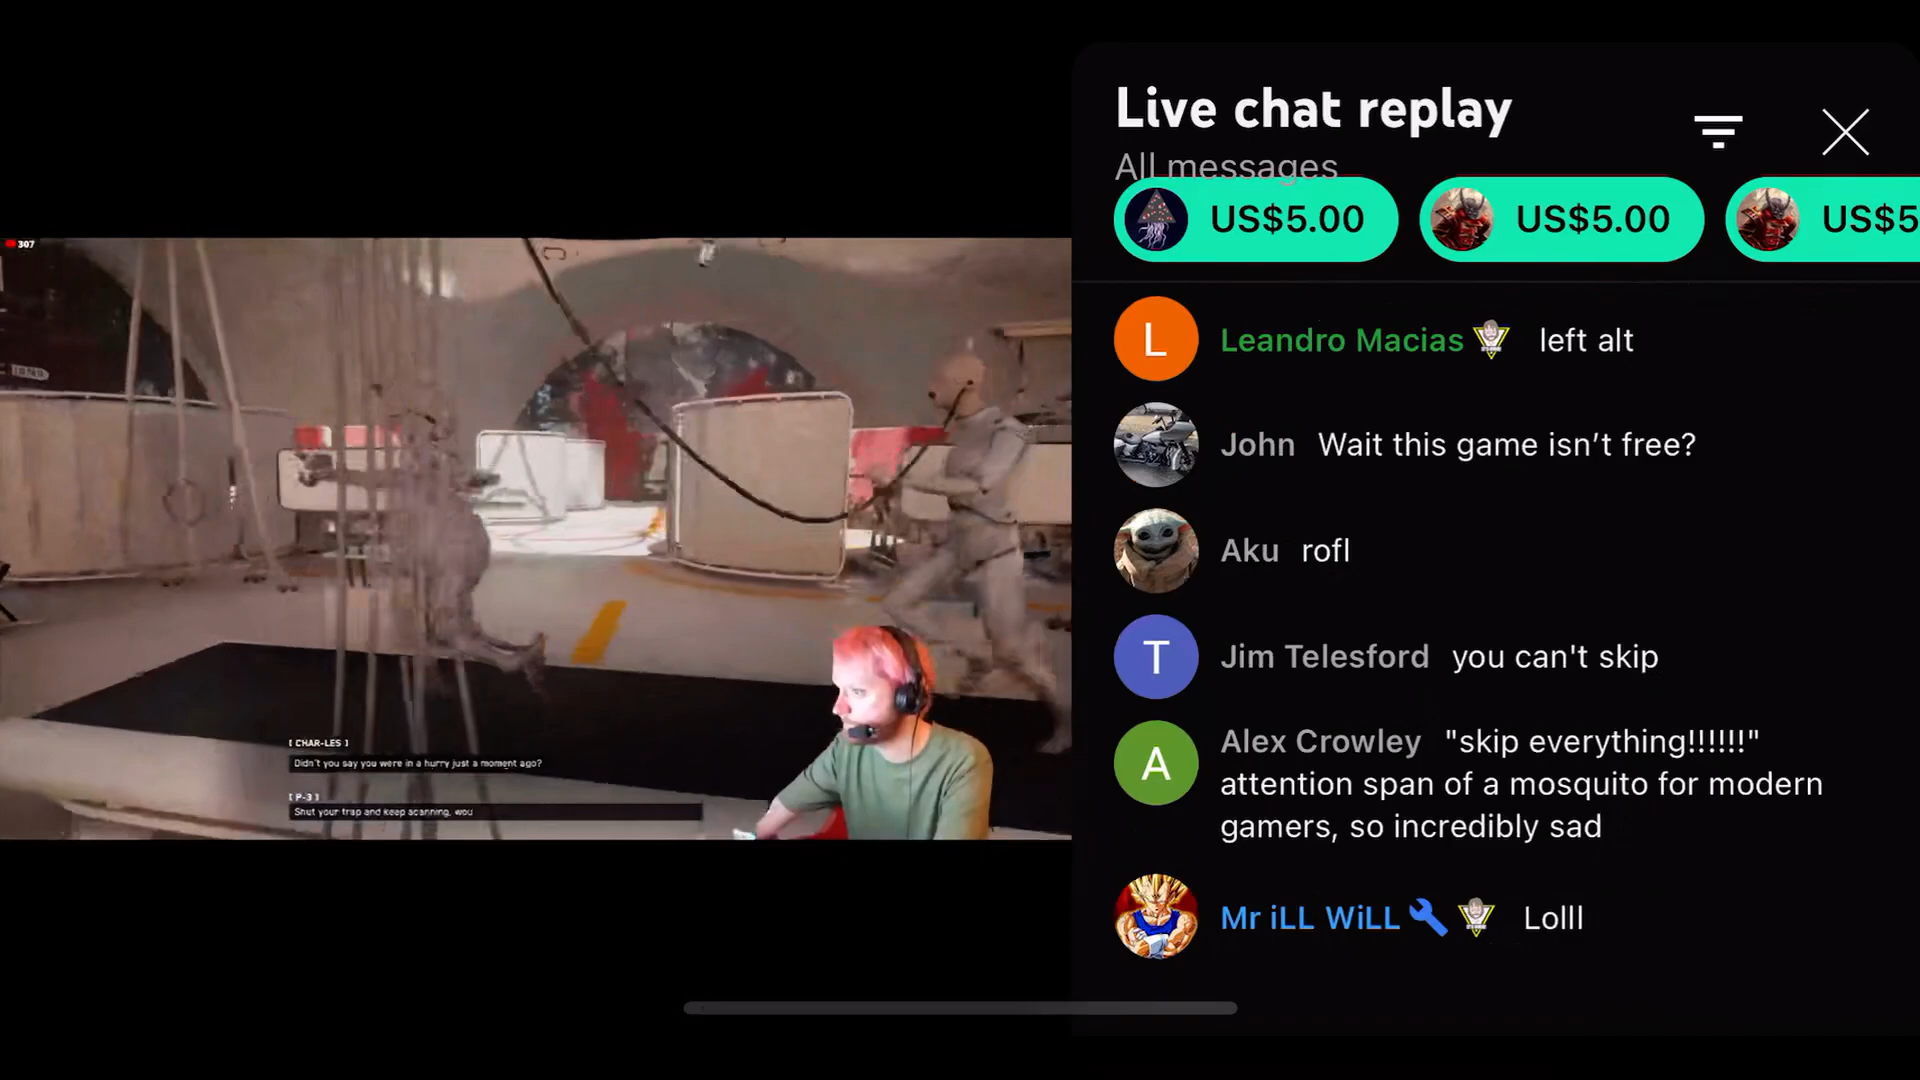 307
[ CHAR-LES ]
Didn't you say you were in a hurry just a moment ago?
[ P-3 ]
Shut your trap and keep scanning, wou
Live chat replay
All messages
US$5.00
US$5.00
US$5
L
Leandro Macias left alt
John Wait this game isn’t free?
Aku rofl
T
Jim Telesford you can't skip
A
Alex Crowley "skip everything!!!!!!"
attention span of a mosquito for modern
gamers, so incredibly sad
Mr iLL WiLL Lolll